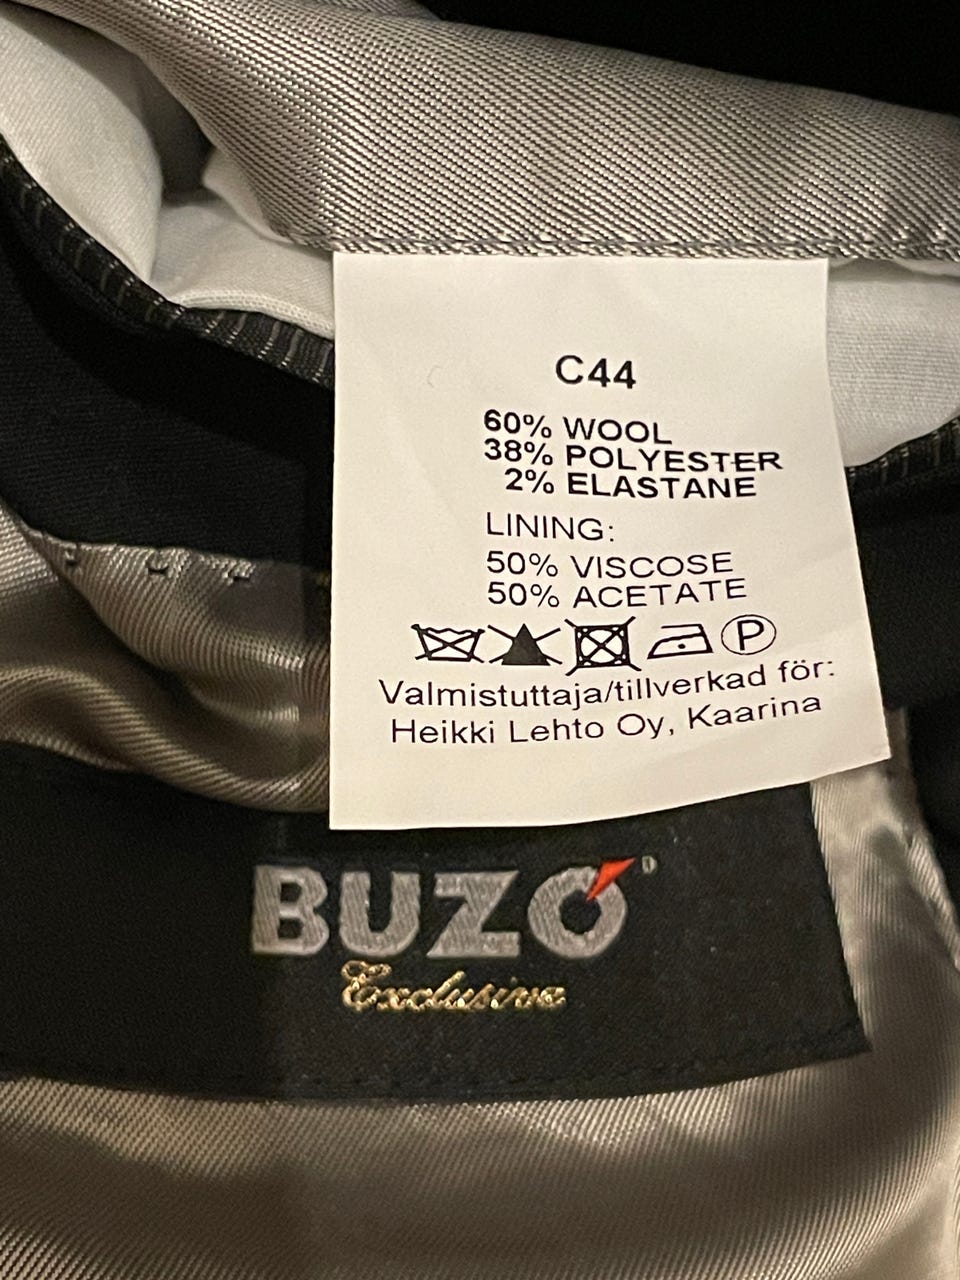 C44
60% WOOL
38% POLYESTER
2% ELASTANE
LINING:
50% VISCOSE
50% ACETATE
P
Valmistuttaja/tillverkad för:
Heikki Lehto Oy, Kaarina
BUZÓ
Exclusive